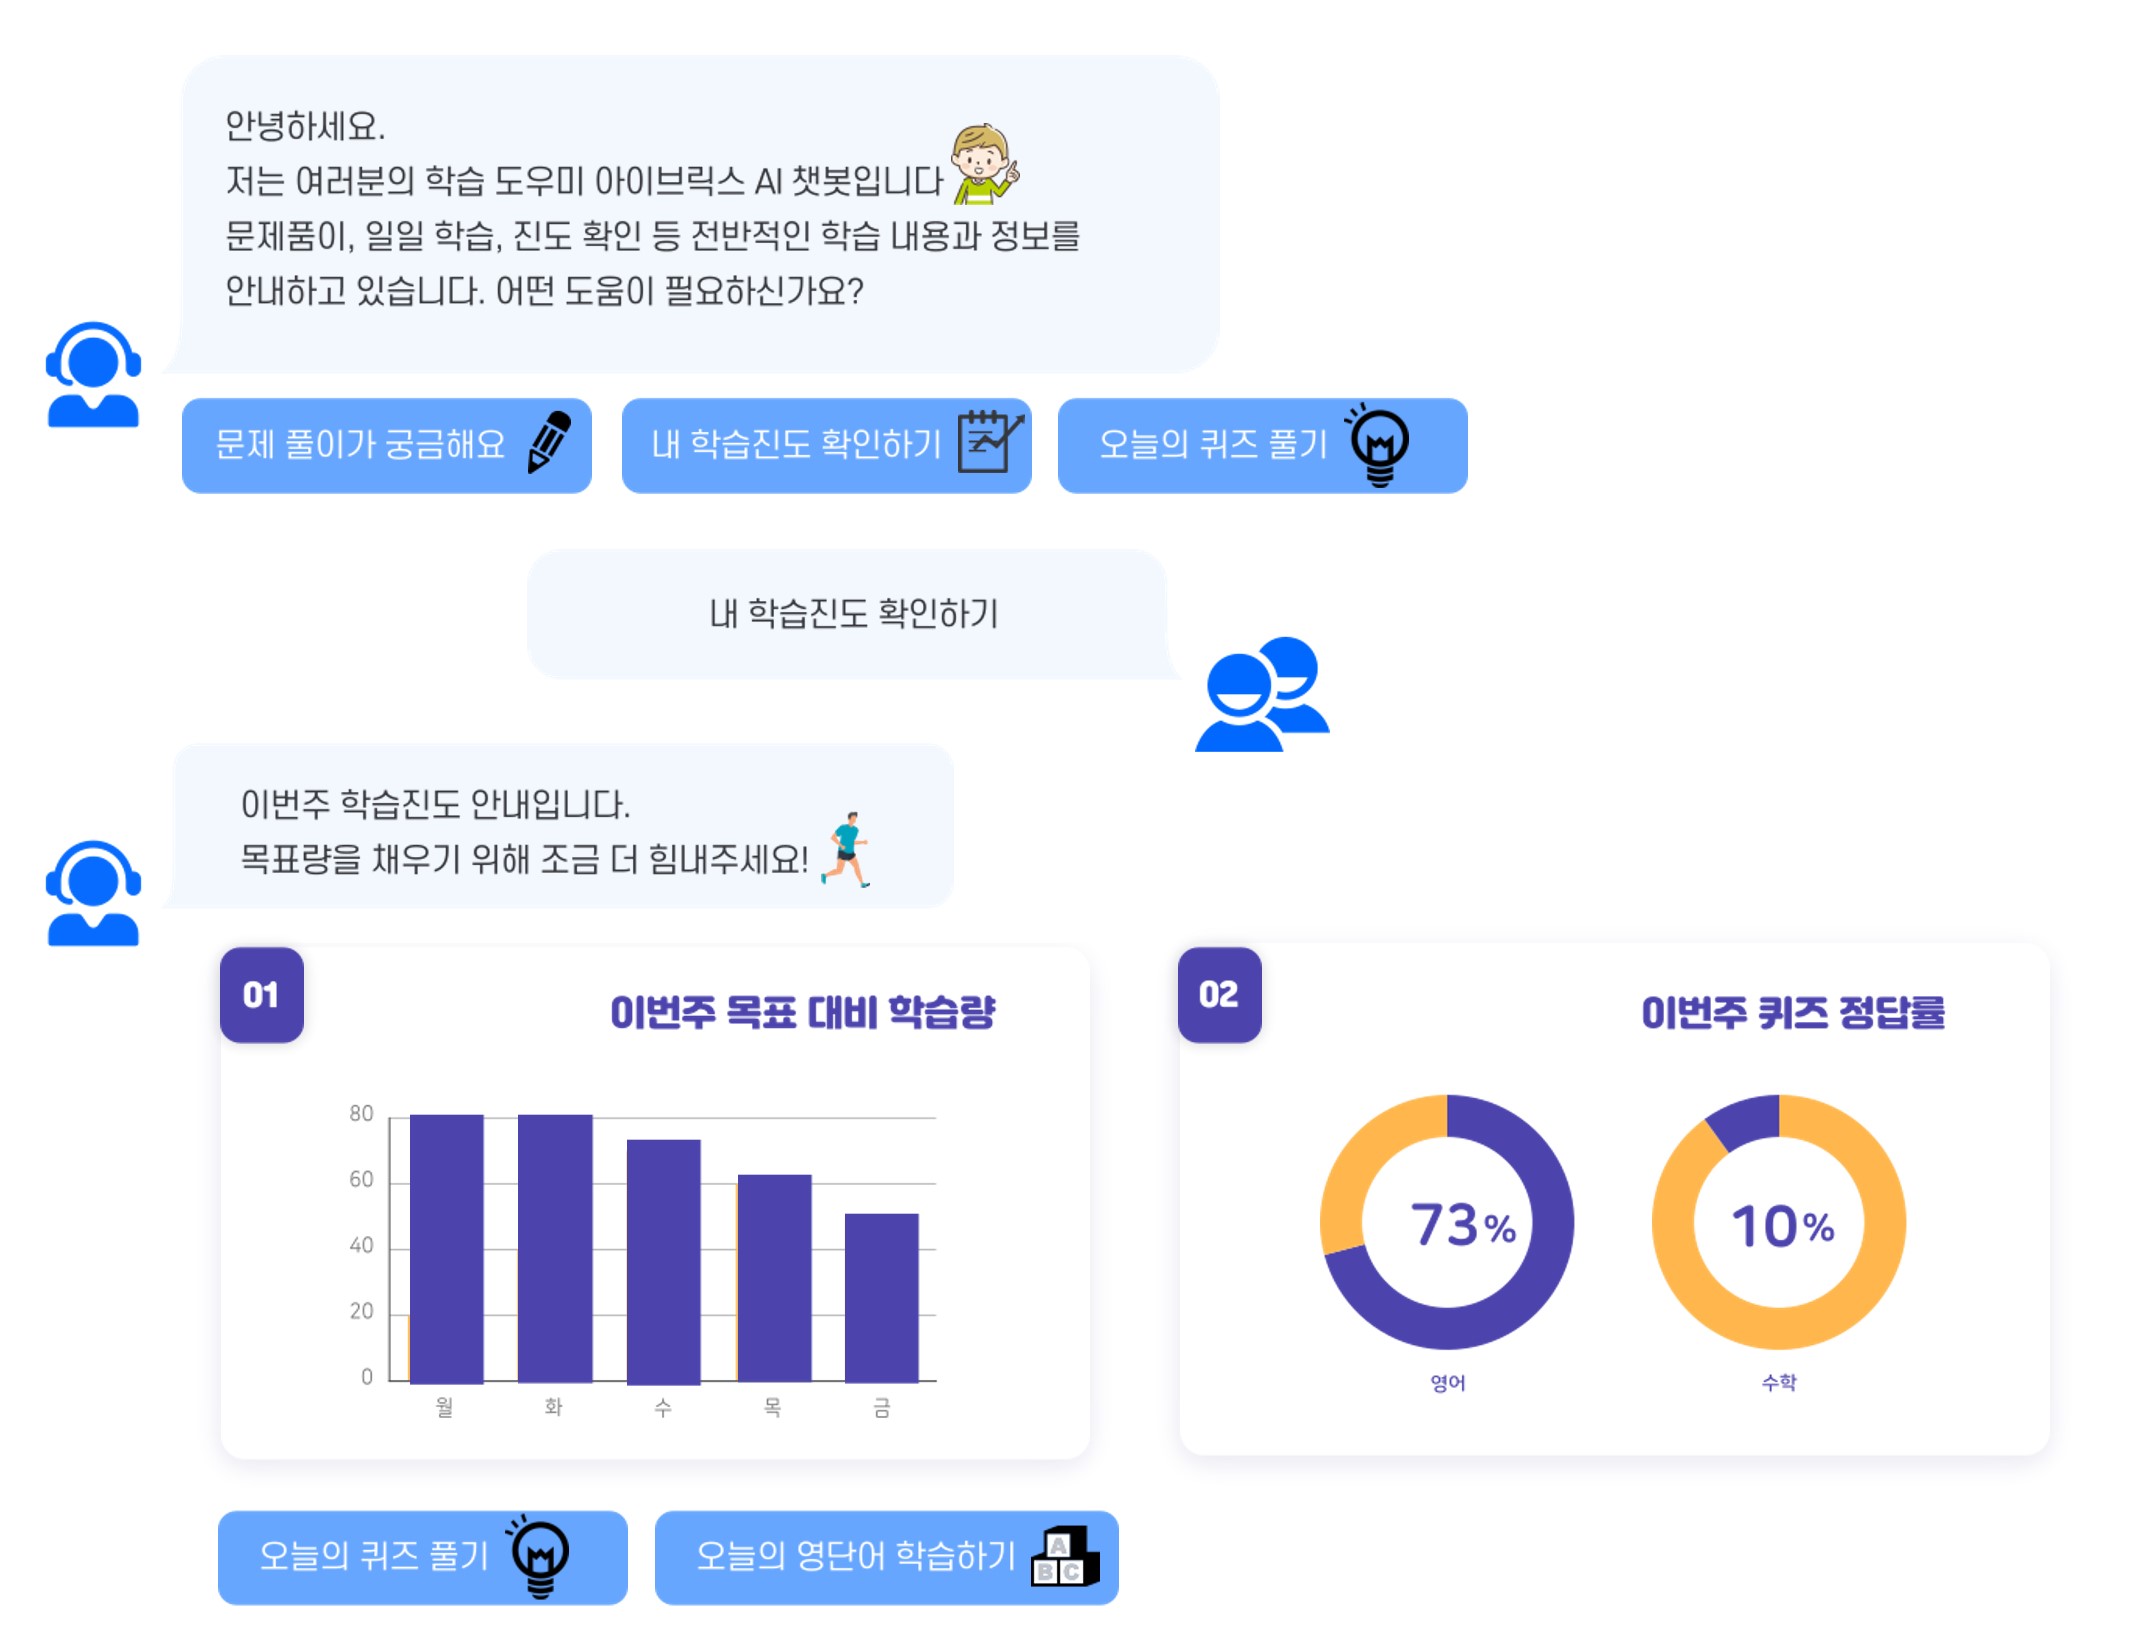 안녕하세요.
저는 여러분의 학습 도우미 아이브릭스 AI 챗봇입니다
문제품이, 일일 학습, 진도 확인 등 전반적인 학습 내용과 정보를
안내하고 있습니다. 어떤 도움이 필요하신가요?
문제 풀이가 궁금해요
내 학습진도 확인하기
오늘의 퀴즈 풀기
내 학습진도 확인하기
이번주 학습진도 안내입니다.
목표량을 채우기 위해 조금 더 힘내주세요!
01
이번주 목표 대비 학습량
80
60
40
20
0
월 화 수 목 금
02
이번주 퀴즈 정답률
73%
10%
영어
수학
오늘의 퀴즈 풀기
오늘의 영단어 학습하기
A
B C